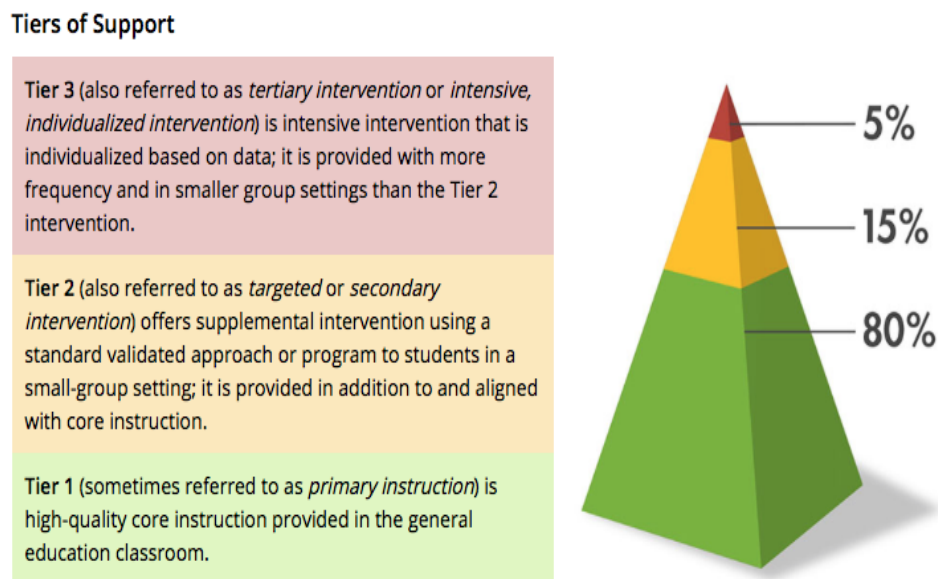 Tiers of Support
Tier 3 (also referred to as tertiary intervention or intensive,
individualized intervention) is intensive intervention that is
individualized based on data; it is provided with more
frequency and in smaller group settings than the Tier 2
intervention.
Tier 2 (also referred to as targeted or secondary
intervention) offers supplemental intervention using a
standard validated approach or program to students in a
small-group setting; it is provided in addition to and aligned
with core instruction.
Tier 1 (sometimes referred to as primary instruction) is
high-quality core instruction provided in the general
education classroom.
5%
15%
80%